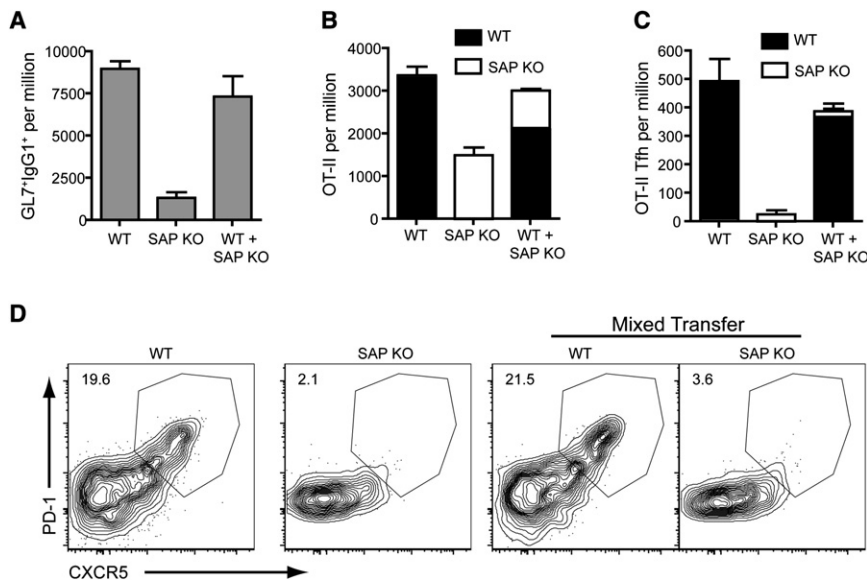 A
GL7+IgG1+ per million
10000
7500
5000
2500
0
WT
SAP KO
WT +
SAP KO
B
WT
SAP KO
OT-II per million
4000
3000
2000
1000
0
WT
SAP KO
WT +
SAP KO
C
WT
SAP KO
OT-II Tfh per million
600
500
400
300
200
100
0
WT
SAP KO
WT +
SAP KO
D
Mixed Transfer
WT
SAP KO
WT
SAP KO
19.6
2.1
21.5
3.6
PD-1
CXCR5